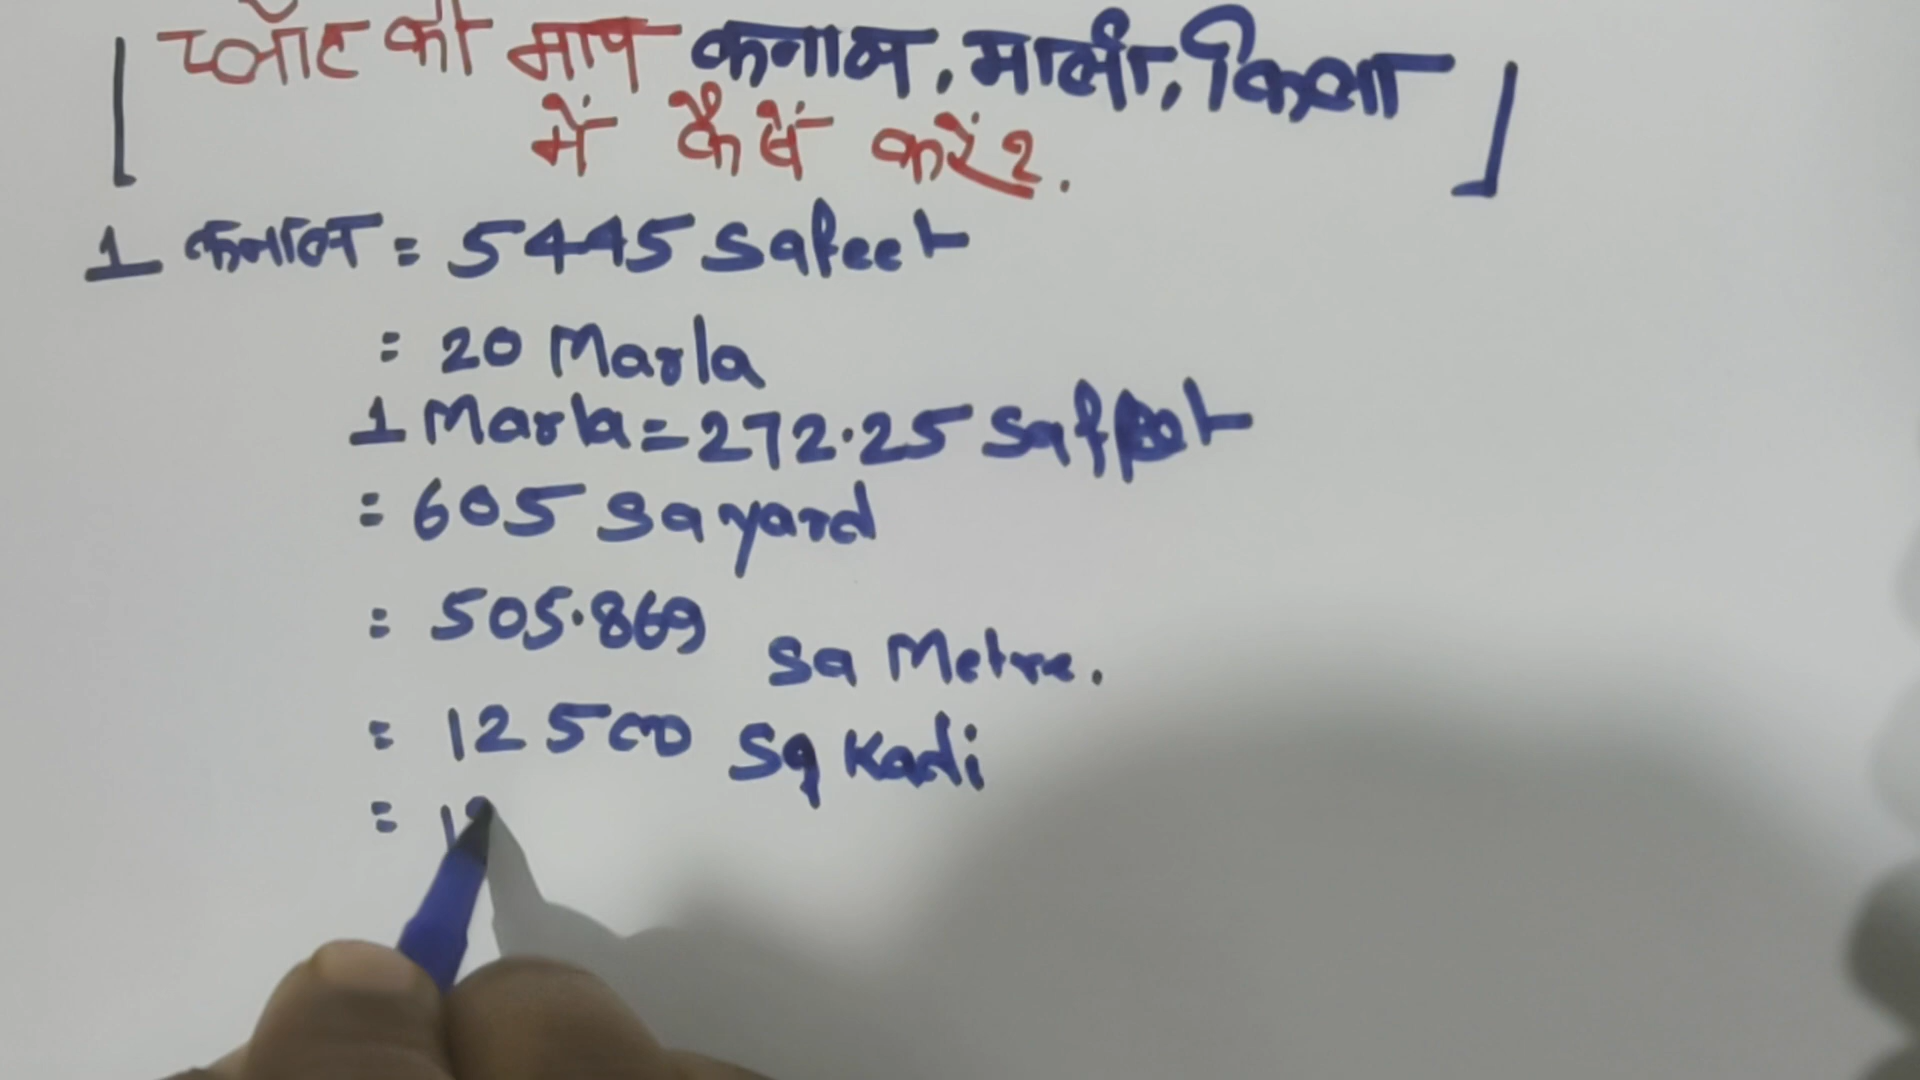 प्लॉट की माप कनाल, मार्ला, किला
में कैसे करें?.
1 कनाल = 5445 Sqfeet
= 20 Marla
1 Marla = 272.25 Sqfeet
= 605 Sqyard
= 505.869 Sq Metre.
= 12500 Sq Kadi
= 1